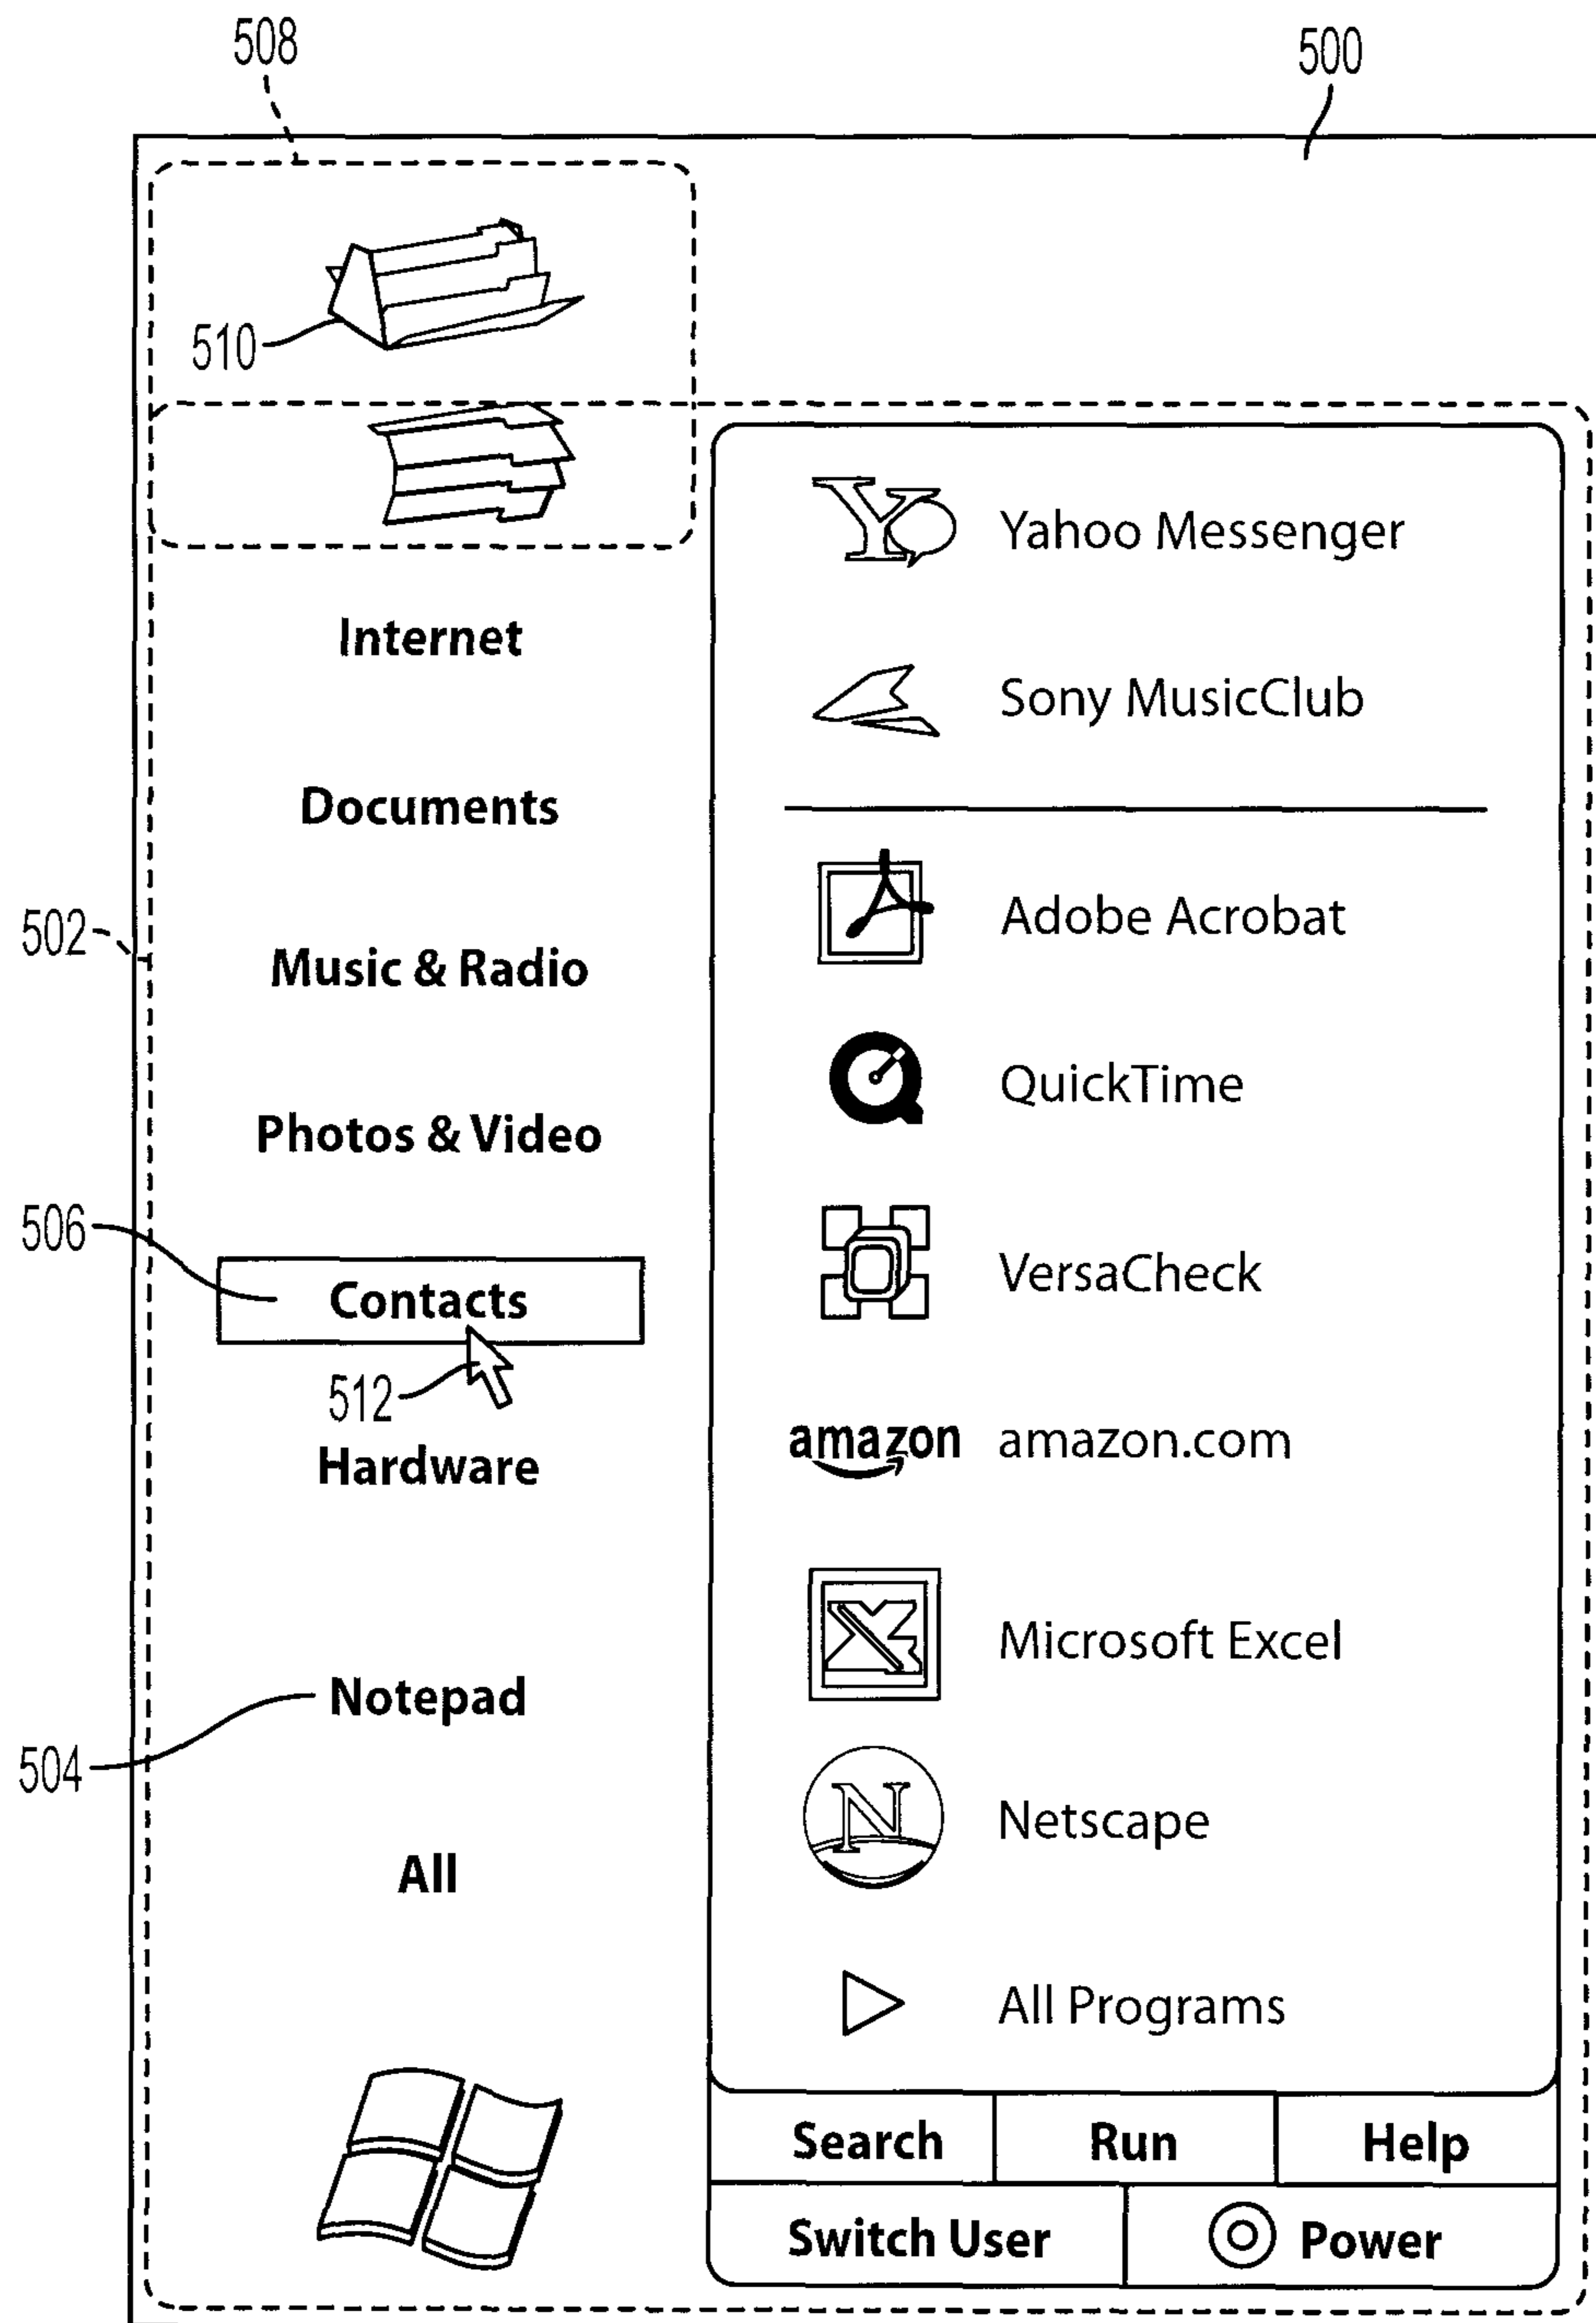 508
500
510
Yahoo Messenger
Internet
Sony MusicClub
Documents
Adobe Acrobat
502
Music & Radio
QuickTime
Photos & Video
506
VersaCheck
Contacts
512
amazon amazon.com
Hardware
Microsoft Excel
Notepad
504
N Netscape
All
All Programs
Search Run Help
Switch User Power